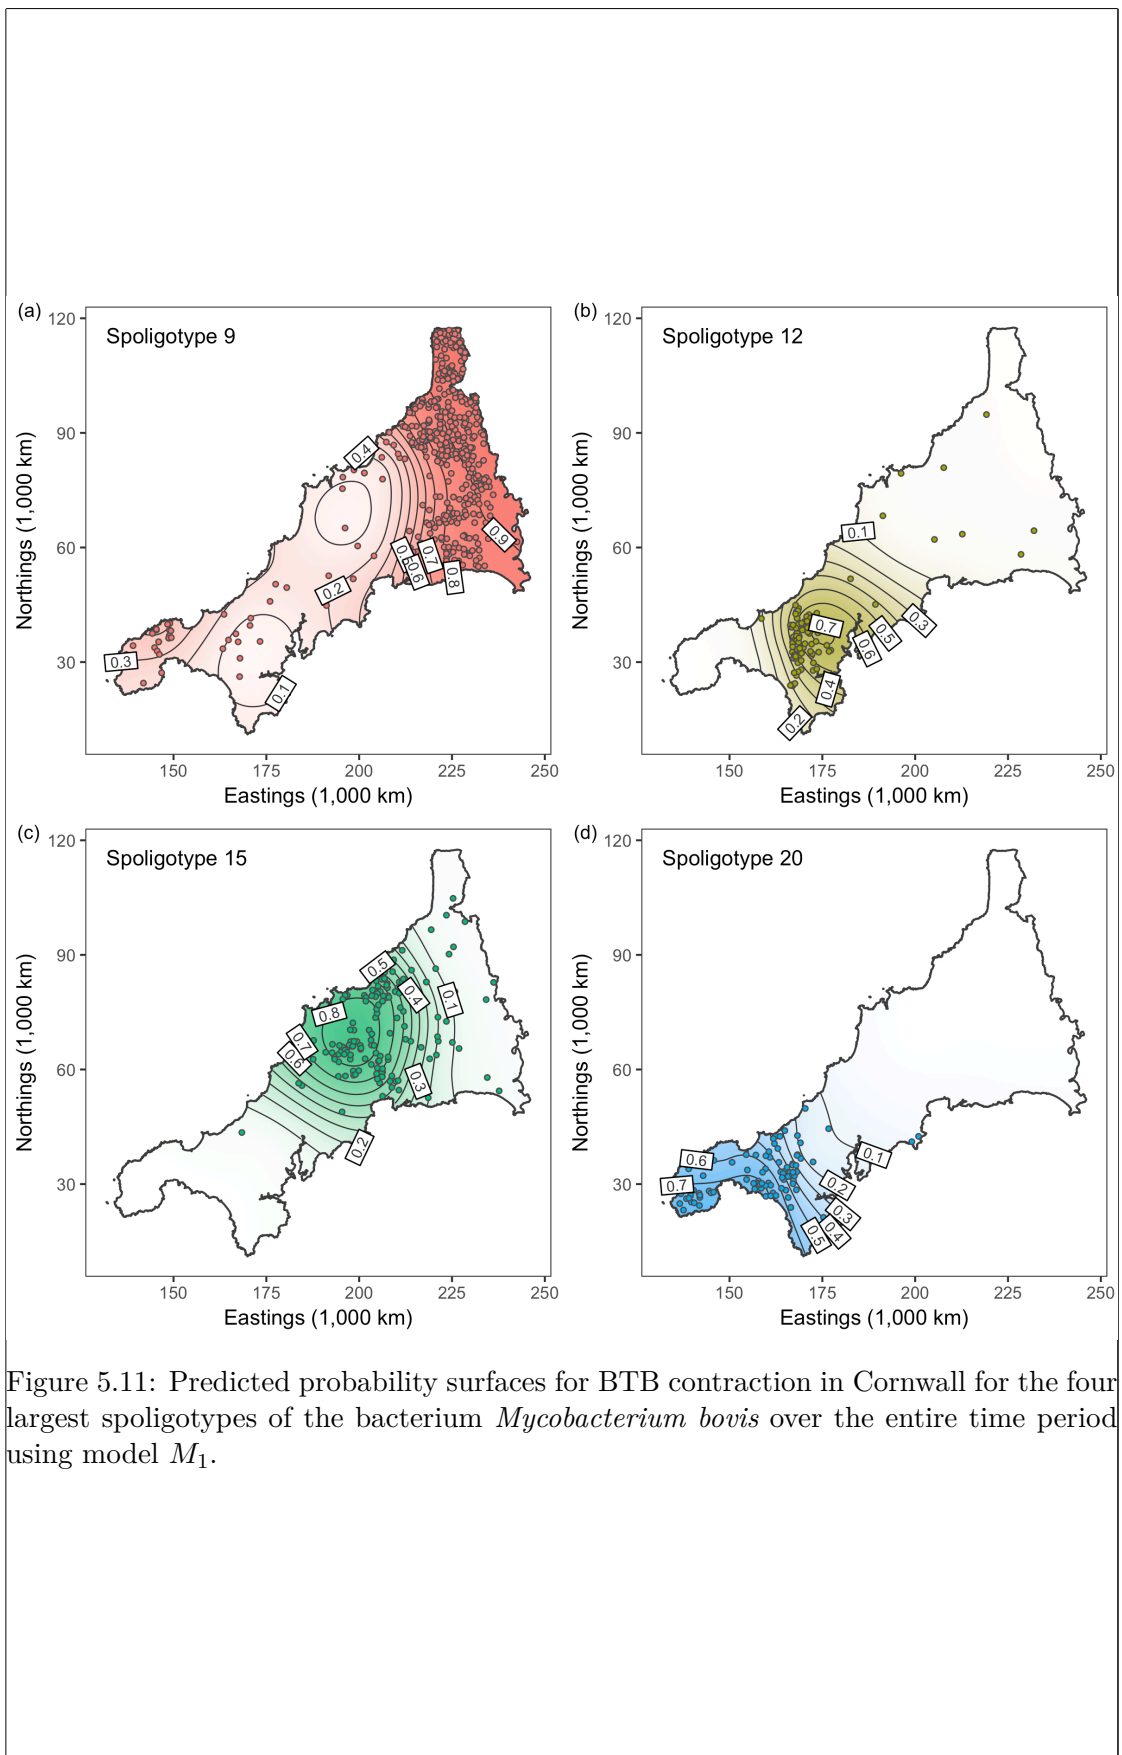 (a)
Spoligotype 9
120
90
60
30
Northings (1,000 km)
0.4
0.9
0.5
0.6
0.7
0.8
0.2
0.3
0.1
150 175 200 225 250
Eastings (1,000 km)
(b)
Spoligotype 12
120
90
60
30
Northings (1,000 km)
0.1
0.3
0.7
0.5
0.6
0.4
0.2
150 175 200 225 250
Eastings (1,000 km)
(c)
Spoligotype 15
120
90
60
30
Northings (1,000 km)
0.5
0.4
0.1
0.8
0.7
0.6
0.3
0.2
150 175 200 225 250
Eastings (1,000 km)
(d)
Spoligotype 20
120
90
60
30
Northings (1,000 km)
0.6
0.7
0.1
0.2
0.3
0.4
0.5
150 175 200 225 250
Eastings (1,000 km)
Figure 5.11: Predicted probability surfaces for BTB contraction in Cornwall for the four
largest spoligotypes of the bacterium Mycobacterium bovis over the entire time period
using model M₁.